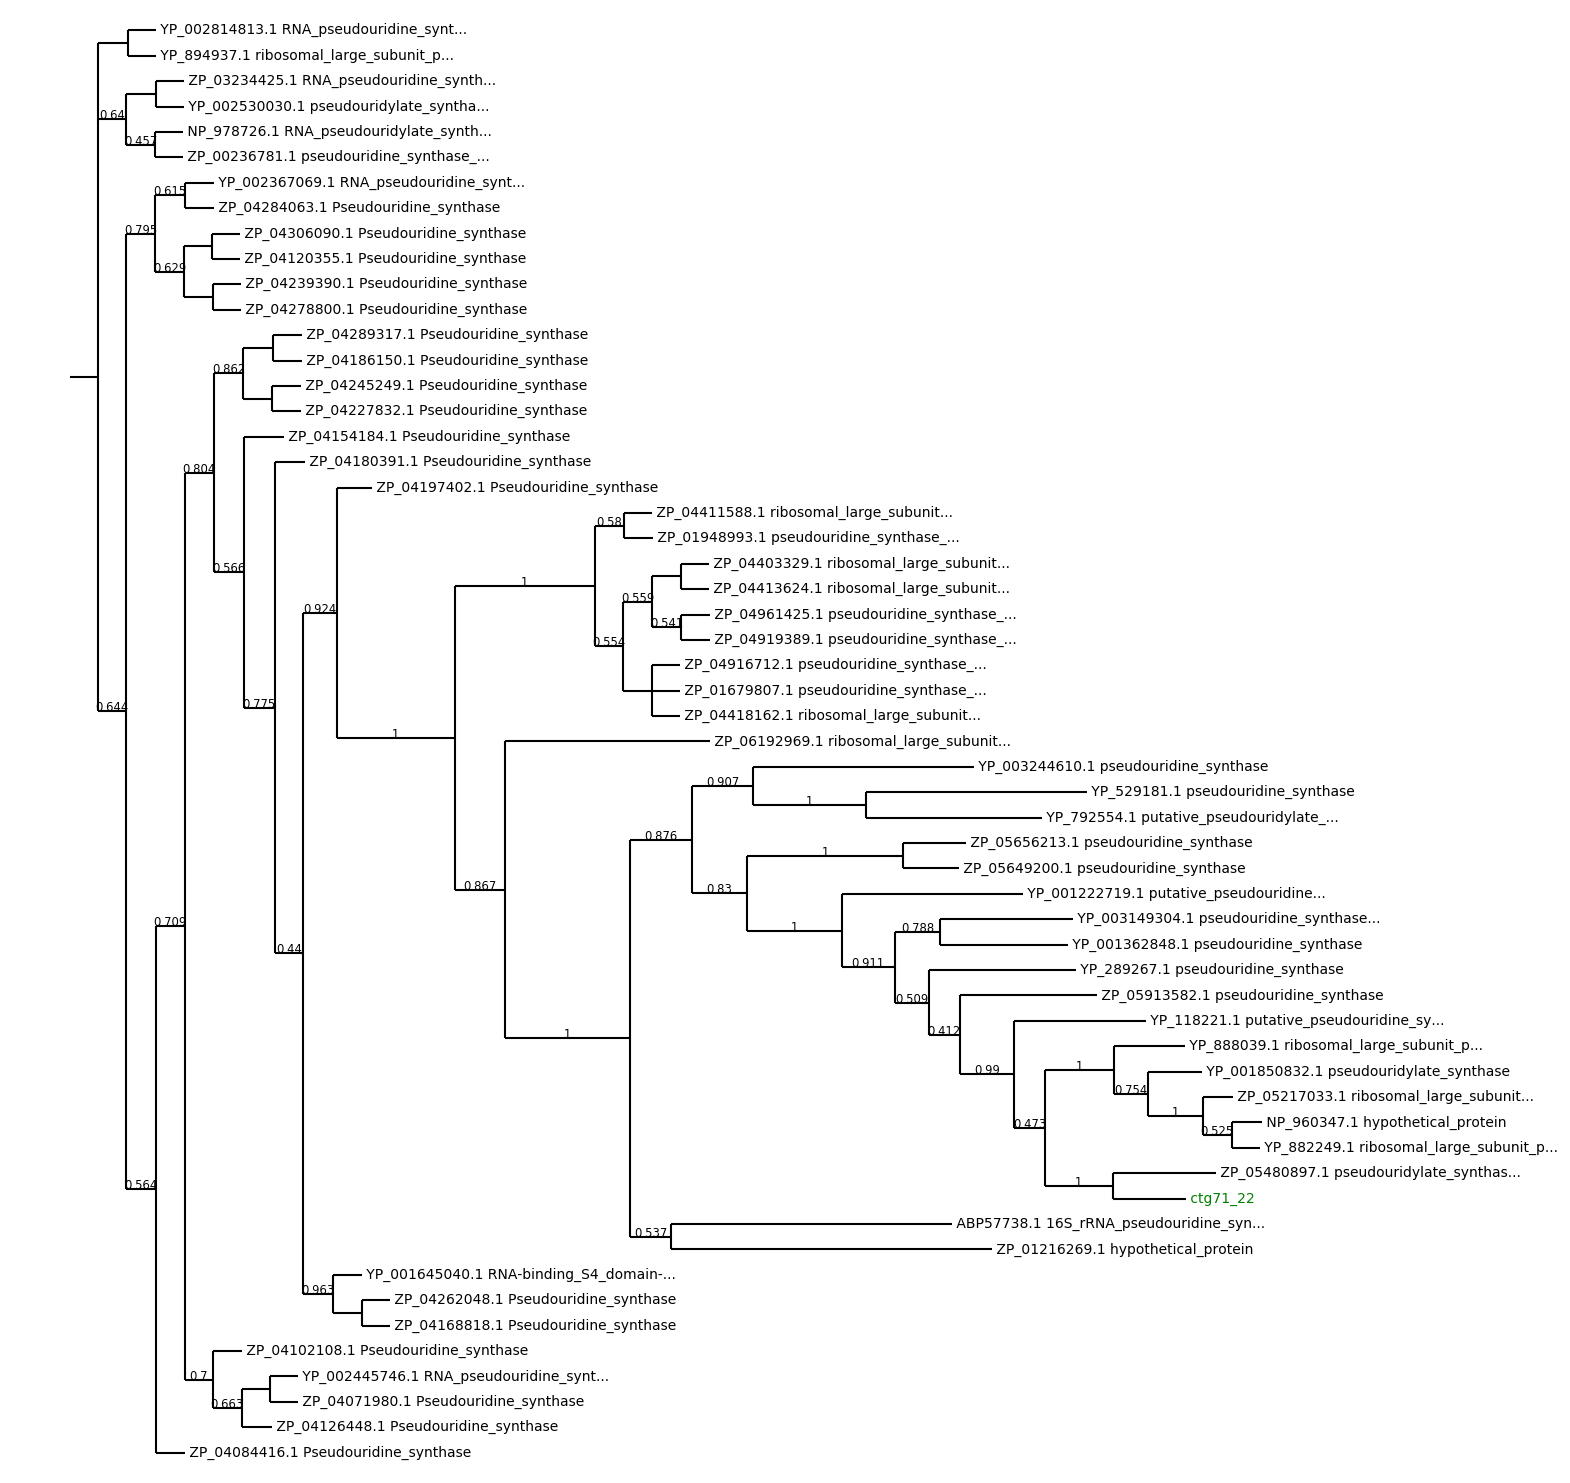 YP_002814813.1 RNA_pseudouridine_synt...
YP_894937.1 ribosomal_large_subunit_p...
ZP_03234425.1 RNA_pseudouridine_synth...
YP_002530030.1 pseudouridylate_syntha...
0.64
NP_978726.1 RNA_pseudouridylate_synth...
0.457
ZP_00236781.1 pseudouridine_synthase_...
YP_002367069.1 RNA_pseudouridine_synt...
0.615
ZP_04284063.1 Pseudouridine_synthase
0.795
ZP_04306090.1 Pseudouridine_synthase
ZP_04120355.1 Pseudouridine_synthase
0.629
ZP_04239390.1 Pseudouridine_synthase
ZP_04278800.1 Pseudouridine_synthase
ZP_04289317.1 Pseudouridine_synthase
ZP_04186150.1 Pseudouridine_synthase
0.862
ZP_04245249.1 Pseudouridine_synthase
ZP_04227832.1 Pseudouridine_synthase
ZP_04154184.1 Pseudouridine_synthase
ZP_04180391.1 Pseudouridine_synthase
0.804
ZP_04197402.1 Pseudouridine_synthase
ZP_04411588.1 ribosomal_large_subunit...
0.58
ZP_01948993.1 pseudouridine_synthase_...
ZP_04403329.1 ribosomal_large_subunit...
0.566
1
ZP_04413624.1 ribosomal_large_subunit...
0.559
0.924
ZP_04961425.1 pseudouridine_synthase_...
0.541
ZP_04919389.1 pseudouridine_synthase_...
0.554
ZP_04916712.1 pseudouridine_synthase_...
ZP_01679807.1 pseudouridine_synthase_...
0.775
0.644
ZP_04418162.1 ribosomal_large_subunit...
1
ZP_06192969.1 ribosomal_large_subunit...
YP_003244610.1 pseudouridine_synthase
0.907
YP_529181.1 pseudouridine_synthase
1
YP_792554.1 putative_pseudouridylate_...
0.876
ZP_05656213.1 pseudouridine_synthase
1
ZP_05649200.1 pseudouridine_synthase
0.867
0.83
YP_001222719.1 putative_pseudouridine...
YP_003149304.1 pseudouridine_synthase...
0.709
1
0.788
YP_001362848.1 pseudouridine_synthase
0.44
0.911
YP_289267.1 pseudouridine_synthase
ZP_05913582.1 pseudouridine_synthase
0.509
YP_118221.1 putative_pseudouridine_sy...
1
0.412
YP_888039.1 ribosomal_large_subunit_p...
0.99
1
YP_001850832.1 pseudouridylate_synthase
0.754
ZP_05217033.1 ribosomal_large_subunit...
1
NP_960347.1 hypothetical_protein
0.473
0.525
YP_882249.1 ribosomal_large_subunit_p...
ZP_05480897.1 pseudouridylate_synthas...
0.564
1
ctg71_22
ABP57738.1 16S_rRNA_pseudouridine_syn...
0.537
ZP_01216269.1 hypothetical_protein
YP_001645040.1 RNA-binding_S4_domain-...
0.963
ZP_04262048.1 Pseudouridine_synthase
ZP_04168818.1 Pseudouridine_synthase
ZP_04102108.1 Pseudouridine_synthase
0.7
YP_002445746.1 RNA_pseudouridine_synt...
ZP_04071980.1 Pseudouridine_synthase
0.663
ZP_04126448.1 Pseudouridine_synthase
ZP_04084416.1 Pseudouridine_synthase